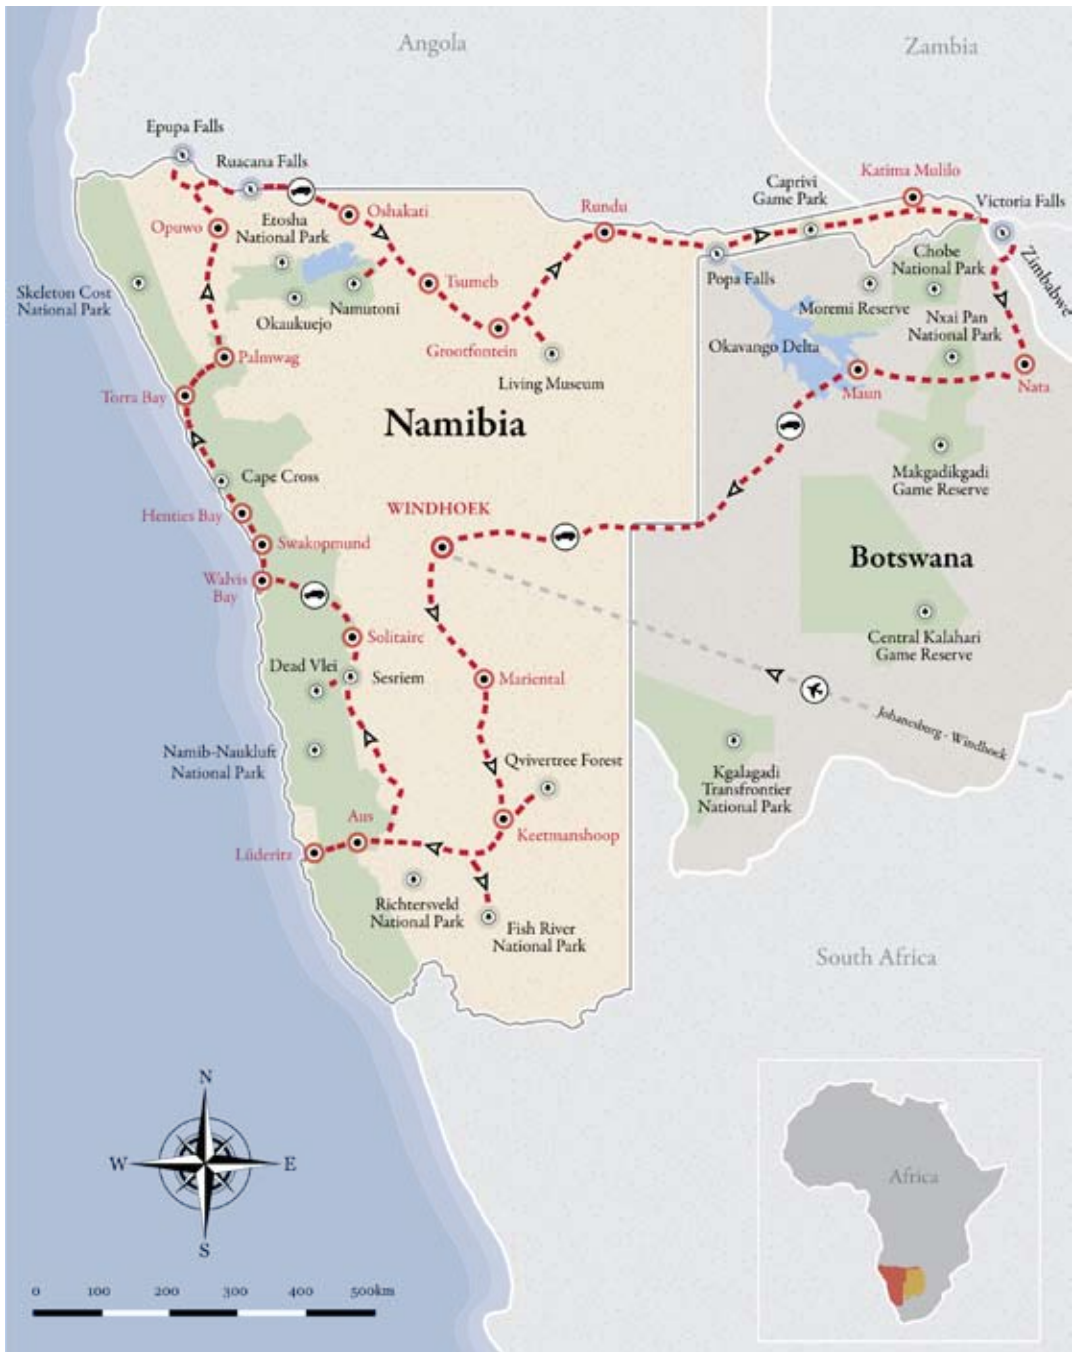 Angola
Zambia
Epupa Falls
Ruacana Falls
Katima Mulilo
Caprivi
Game Park
Victoria Falls
Oshakati
Rundu
Opuwo
Etosha
National Park
Zimbabwe
Chobe
National Park
Popa Falls
Tsumeb
Skeleton Cost
National Park
Namutoni
Moremi Reserve
Okaukuejo
Nxai Pan
National Park
Okavango Delta
Grootfontein
Palmwag
Living Museum
Nata
Maun
Torra Bay
Namibia
Makgadikgadi
Game Reserve
Cape Cross
WINDHOEK
Henties Bay
Swakopmund
Botswana
Walvis
Bay
Solitaire
Central Kalahari
Game Reserve
Dead Vlei
Sesriem
Mariental
Johanesburg - Windhoek
Namib-Naukluft
National Park
Qvivertree Forest
Kgalagadi
Transfrontier
National Park
Aus
Keetmanshoop
Lüderitz
Richtersveld
National Park
Fish River
National Park
South Africa
N
W
E
S
Africa
0 100 200 300 400 500km